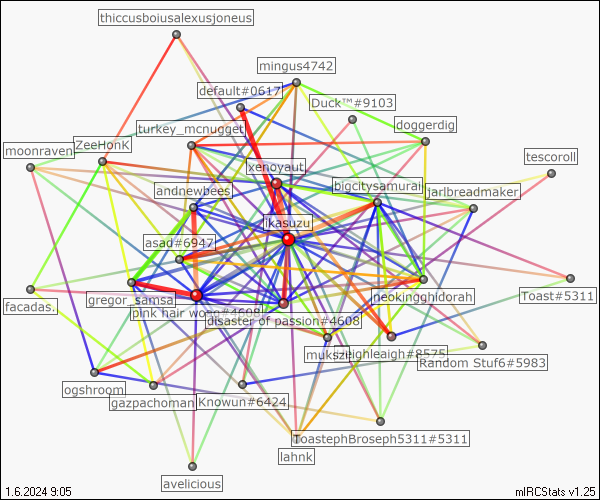 thiccusboiusalexusjoneus
mingus4742
default#0617
Duck™#9103
turkey_mcnugget
doggerdig
moonraven
ZeeHonK
xenoyaut
tescoroll
andnewbees
bigcitysamurai
jarlbreadmaker
ikasuzu
asad#6947
neokingghidorah
Toast#5311
facadas.
gregor_samsa
pink hair wooo#4608
disaster of passion#4608
mukszi
leighleaigh#8575
Random Stuf6#5983
ogshroom
gazpachoman
Knowun#6424
ToastephBroseph5311#5311
lahnk
avelicious
1.6.2024 9:05
mIRCStats v1.25